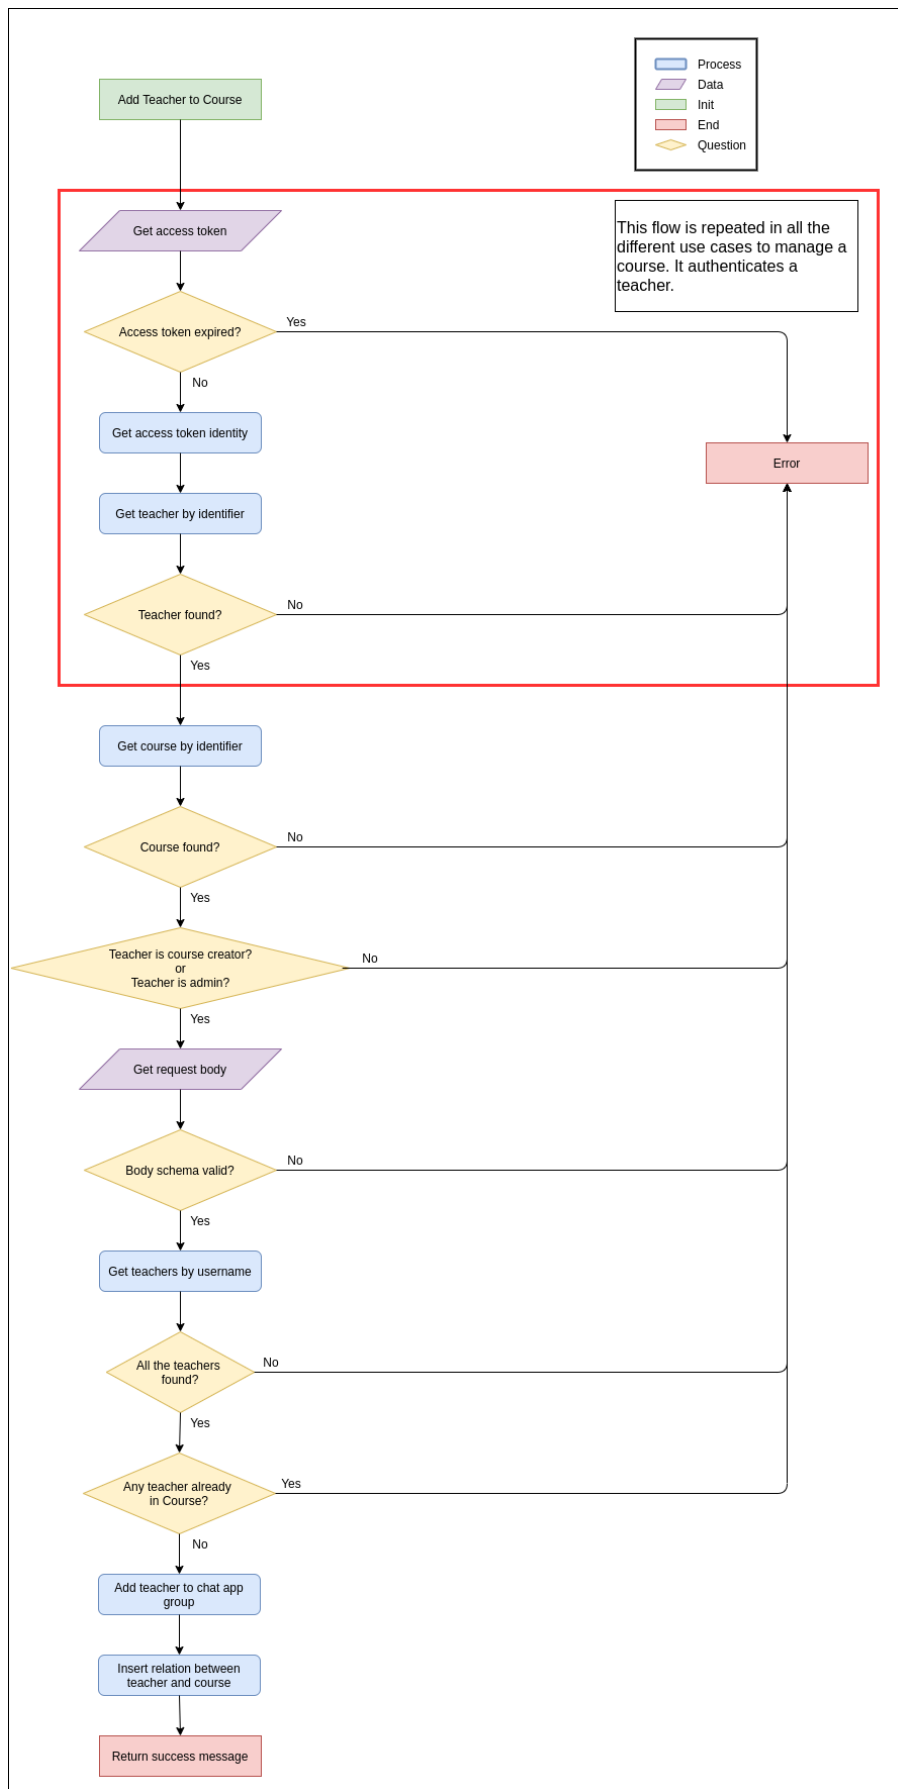 Process
Data
Init
End
Question
Add Teacher to Course
This flow is repeated in all the
different use cases to manage a
course. It authenticates a
teacher.
Get access token
Access token expired?
Yes
No
Get access token identity
Error
Get teacher by identifier
Teacher found?
No
Yes
Get course by identifier
Course found?
No
Yes
Teacher is course creator?
or
Teacher is admin?
No
Yes
Get request body
Body schema valid?
No
Yes
Get teachers by username
All the teachers
found?
No
Yes
Any teacher already
in Course?
Yes
No
Add teacher to chat app
group
Insert relation between
teacher and course
Return success message